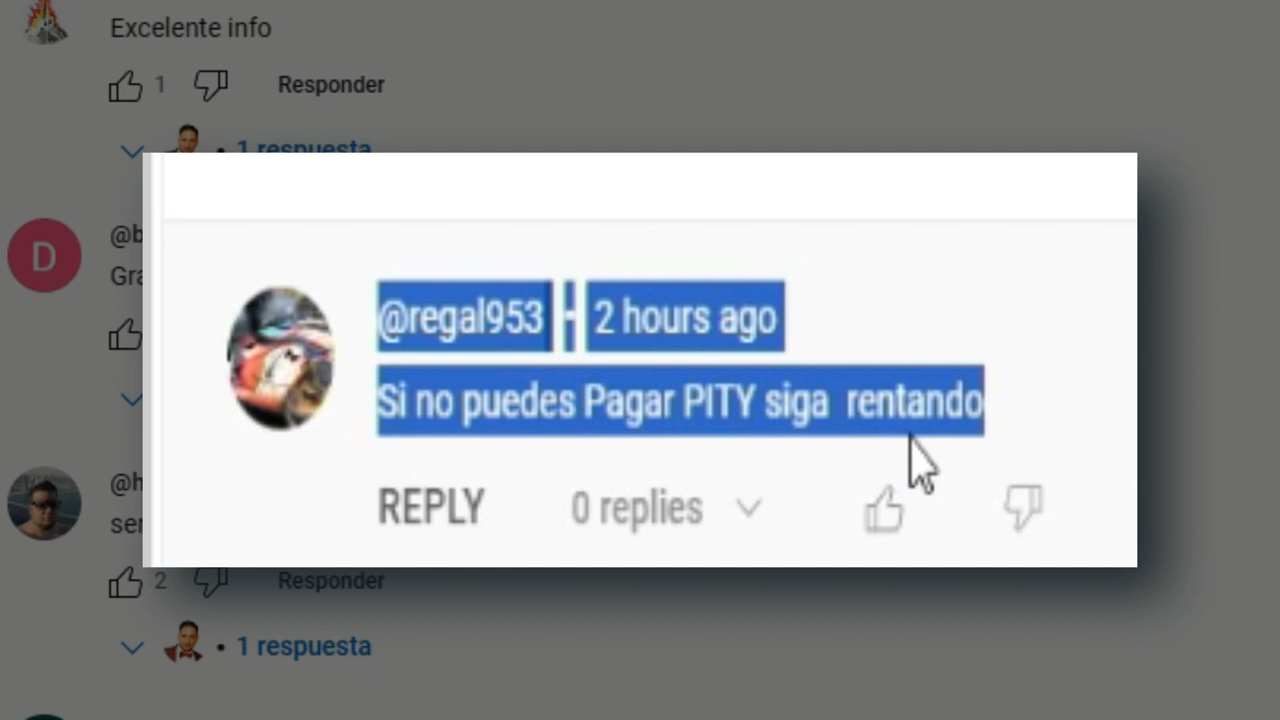 Excelente info
1
Responder
• 1 respuesta
D
@b
Gra
@regal953 • 2 hours ago
Si no puedes Pagar PITY siga rentando
REPLY
0 replies
@h
ser
2
Responder
• 1 respuesta